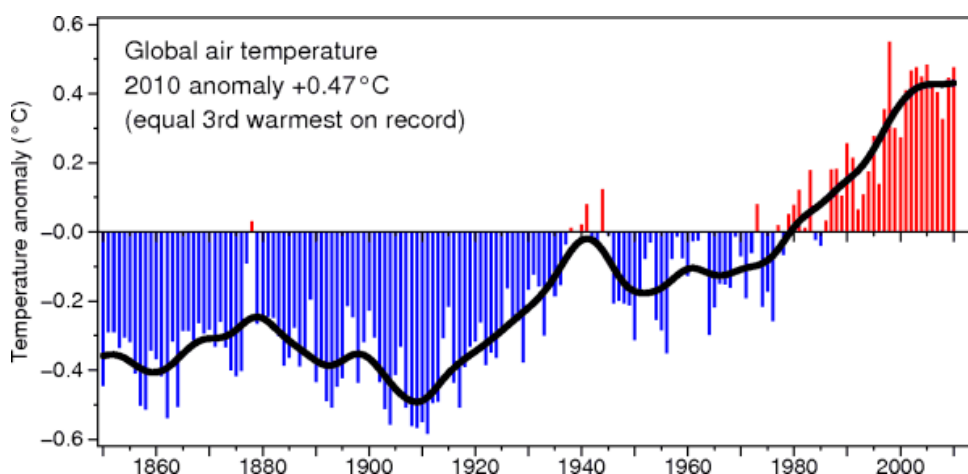 Global air temperature
2010 anomaly +0.47°C
(equal 3rd warmest on record)
Temperature anomaly (°C)
0.6
0.4
0.2
−0.0
−0.2
−0.4
−0.6
1860 1880 1900 1920 1940 1960 1980 2000